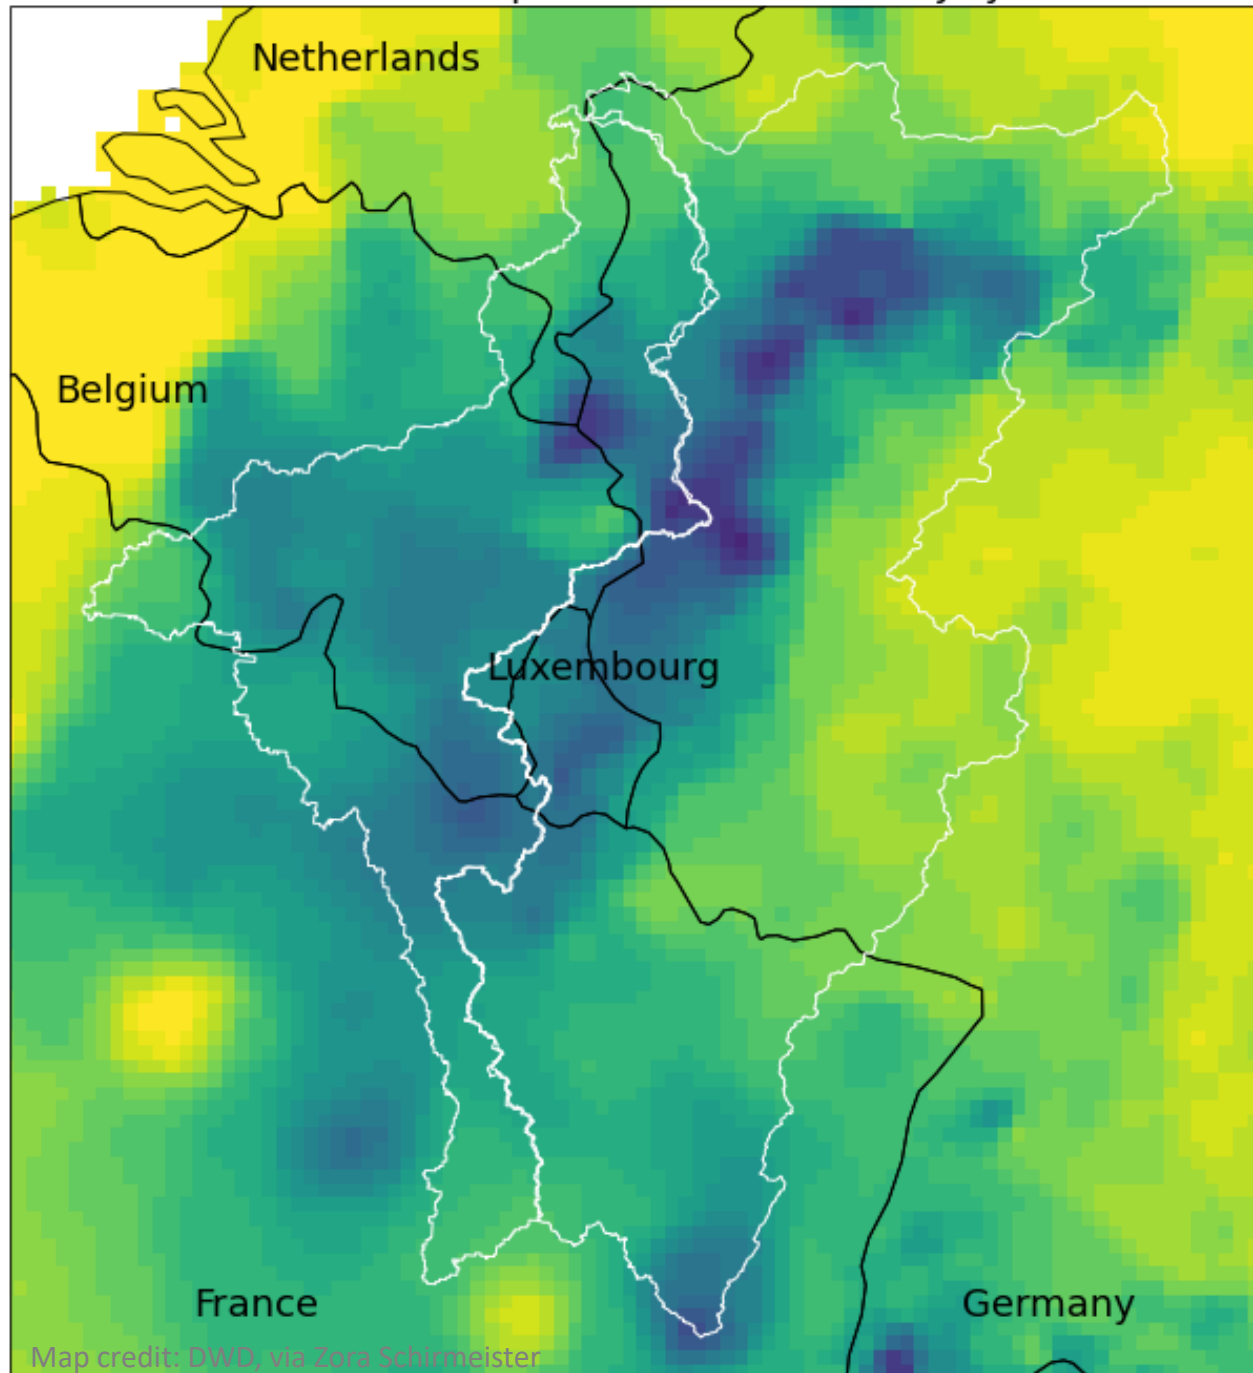 Netherlands
Belgium
Luxembourg
France
Germany
Map credit: DWD, via Zora Schirmeister